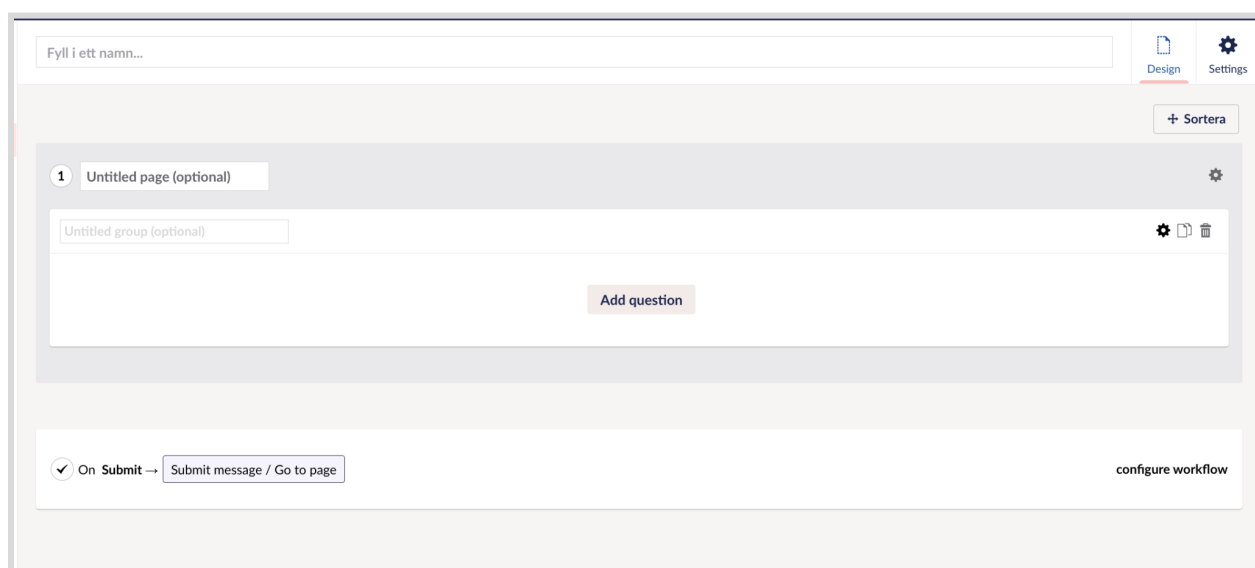 Fyll i ett namn...
Design
Settings
Sortera
1
Untitled page (optional)
Untitled group (optional)
Add question
On Submit → Submit message / Go to page
configure workflow